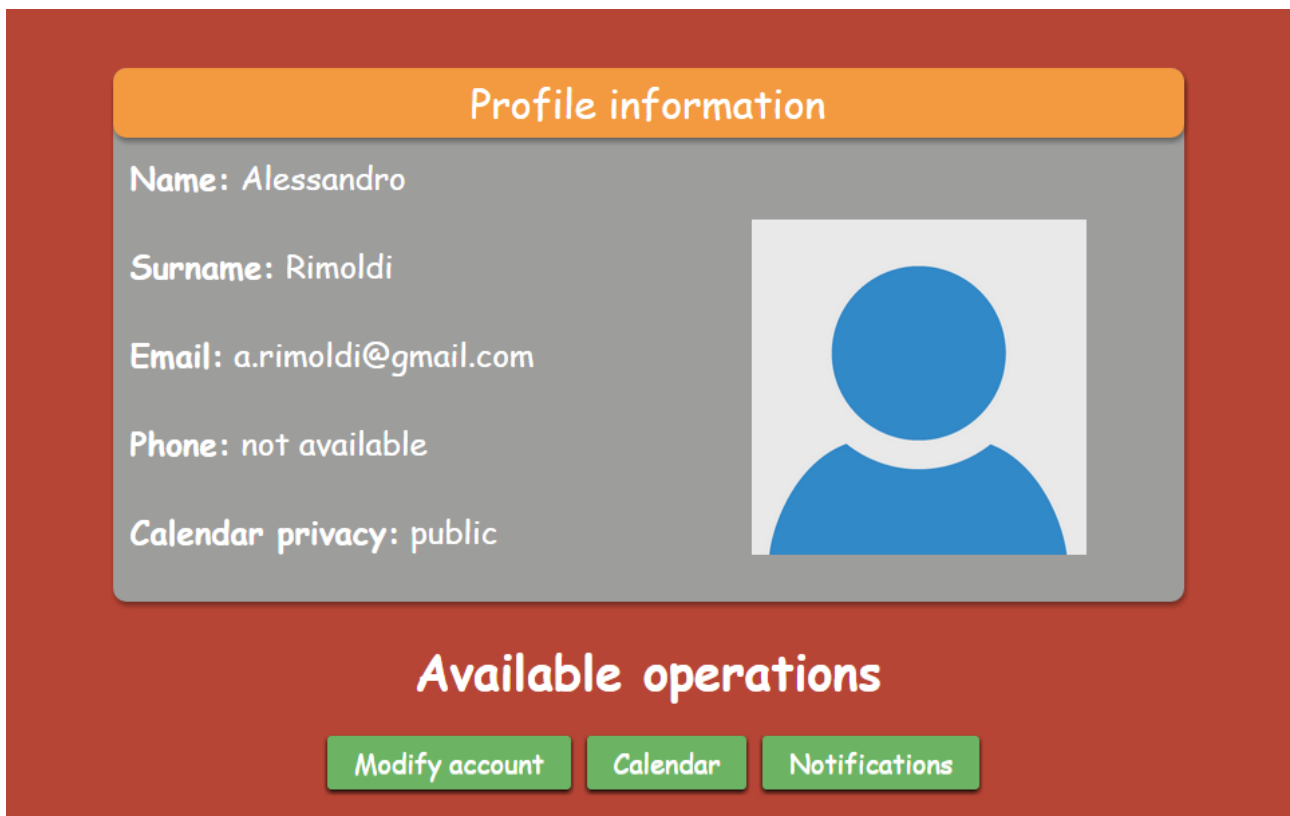 Profile information
Name: Alessandro
Surname: Rimoldi
Email: a.rimoldi@gmail.com
Phone: not available
Calendar privacy: public
Available operations
Modify account Calendar Notifications